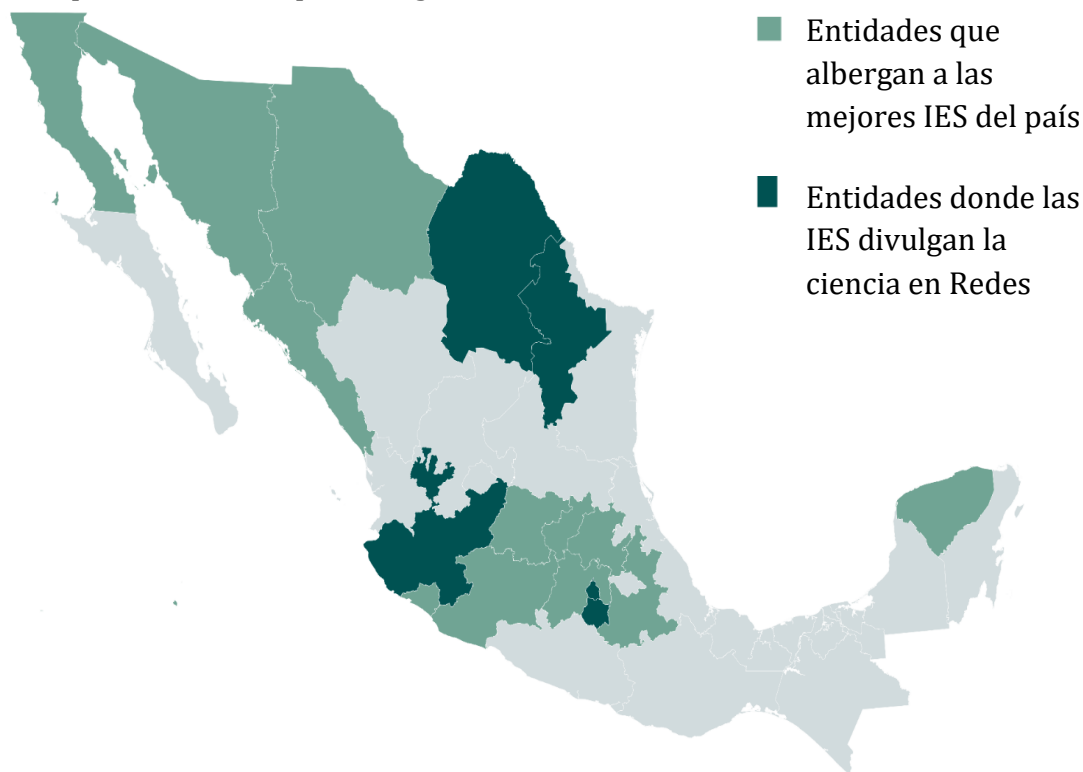 Entidades que
albergan a las
mejores IES del país
Entidades donde las
IES divulgan la
ciencia en Redes